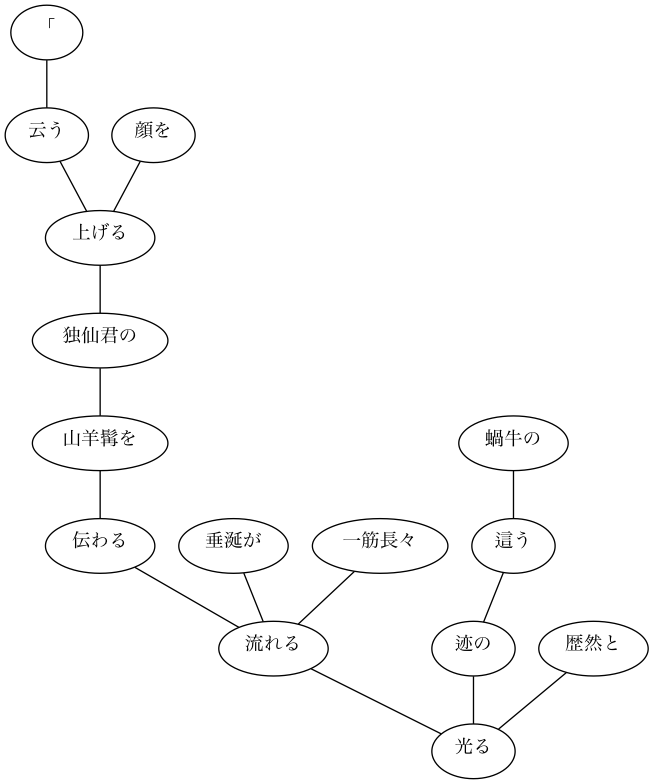 「
云う
顔を
上げる
独仙君の
山羊髯を
蝸牛の
伝わる
垂涎が
一筋長々
這う
流れる
迹の
歴然と
光る